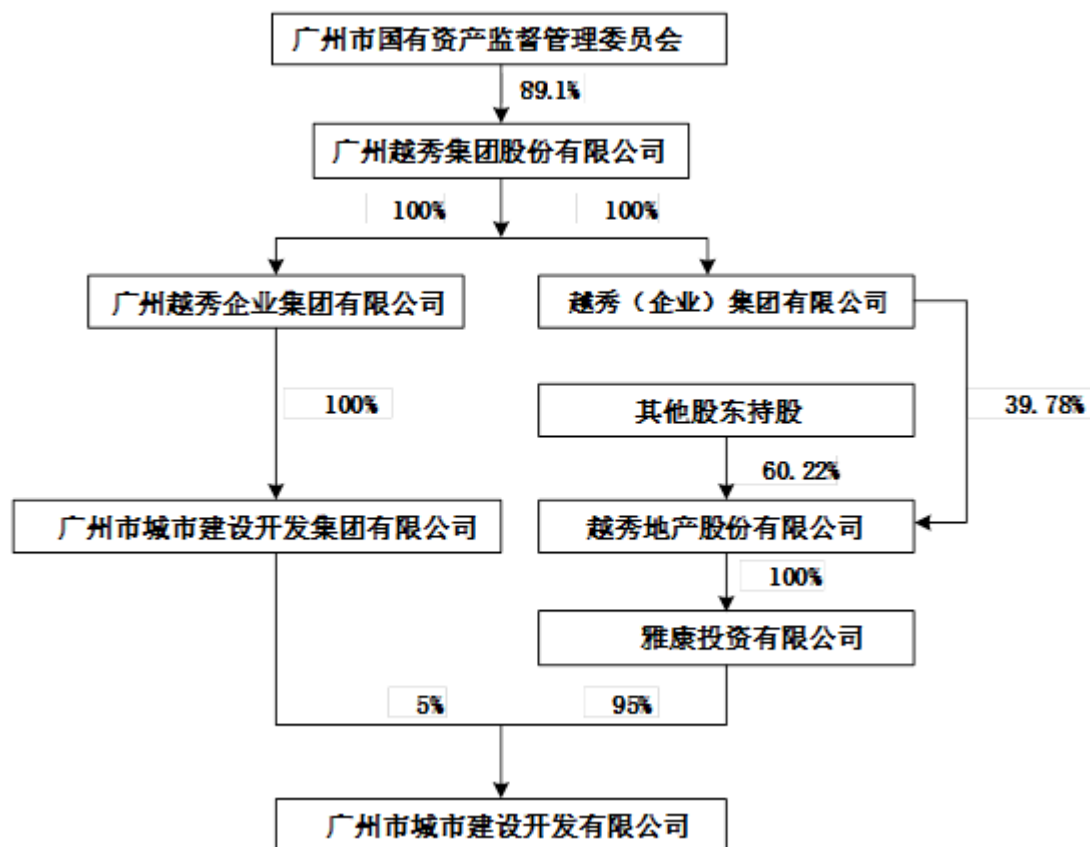 广州市国有资产监督管理委员会
89.1%
广州越秀集团股份有限公司
100%
100%
广州越秀企业集团有限公司
越秀（企业）集团有限公司
100%
其他股东持股
39.78%
60.22%
广州市城市建设开发集团有限公司
越秀地产股份有限公司
100%
雅康投资有限公司
5%
95%
广州市城市建设开发有限公司